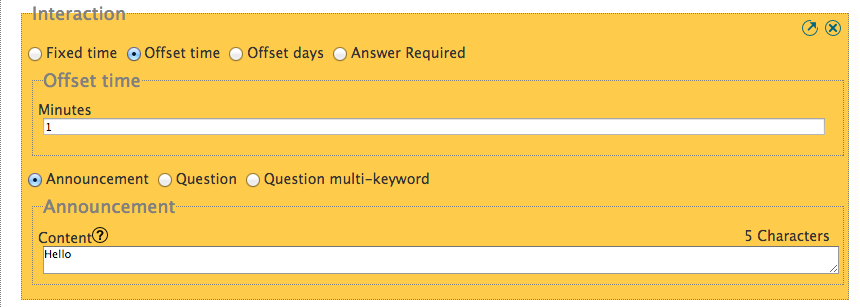 Interaction
Fixed time Offset time Offset days Answer Required
Offset time
Minutes
1
Announcement Question Question multi-keyword
Announcement
Content? 5 Characters
Hello